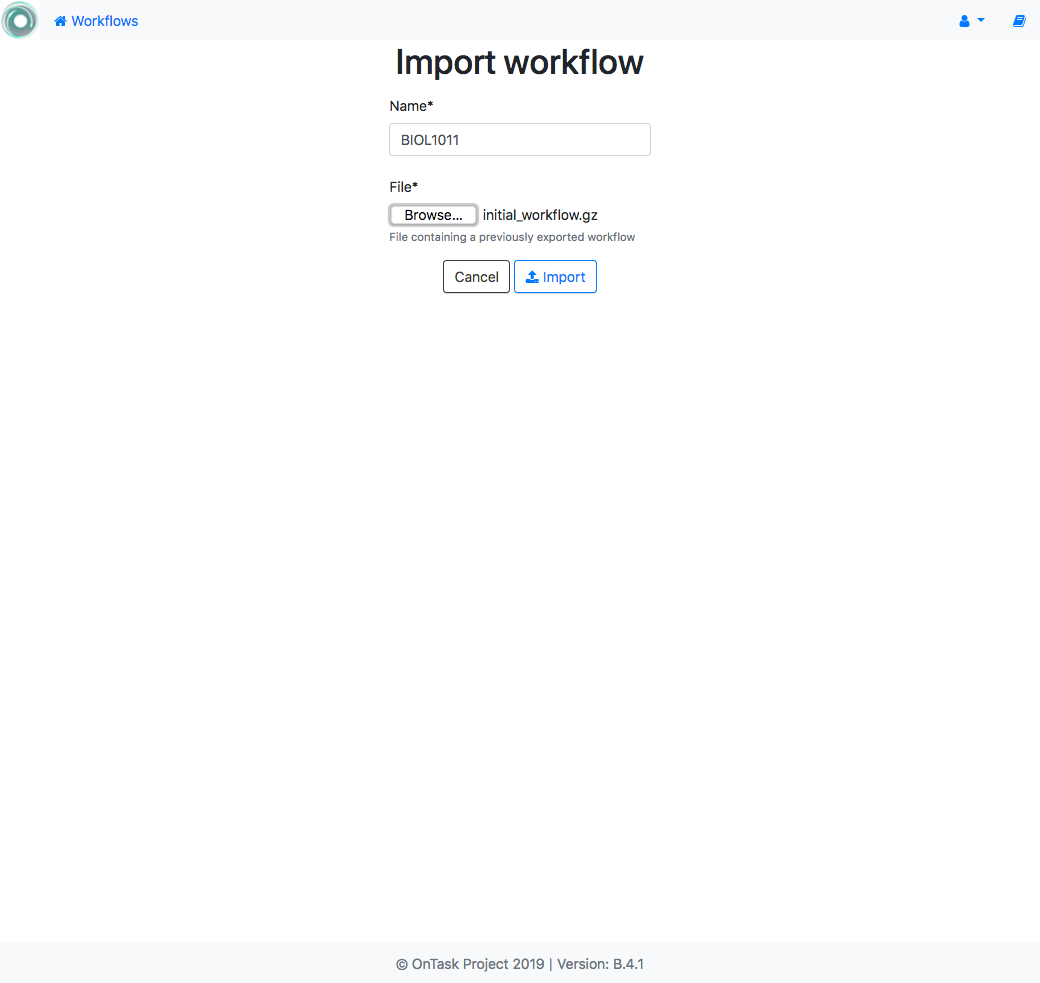 Workflows
Import workflow
Name*
BIOL1011
File*
Browse... initial_workflow.gz
File containing a previously exported workflow
Cancel Import
© OnTask Project 2019 | Version: B.4.1